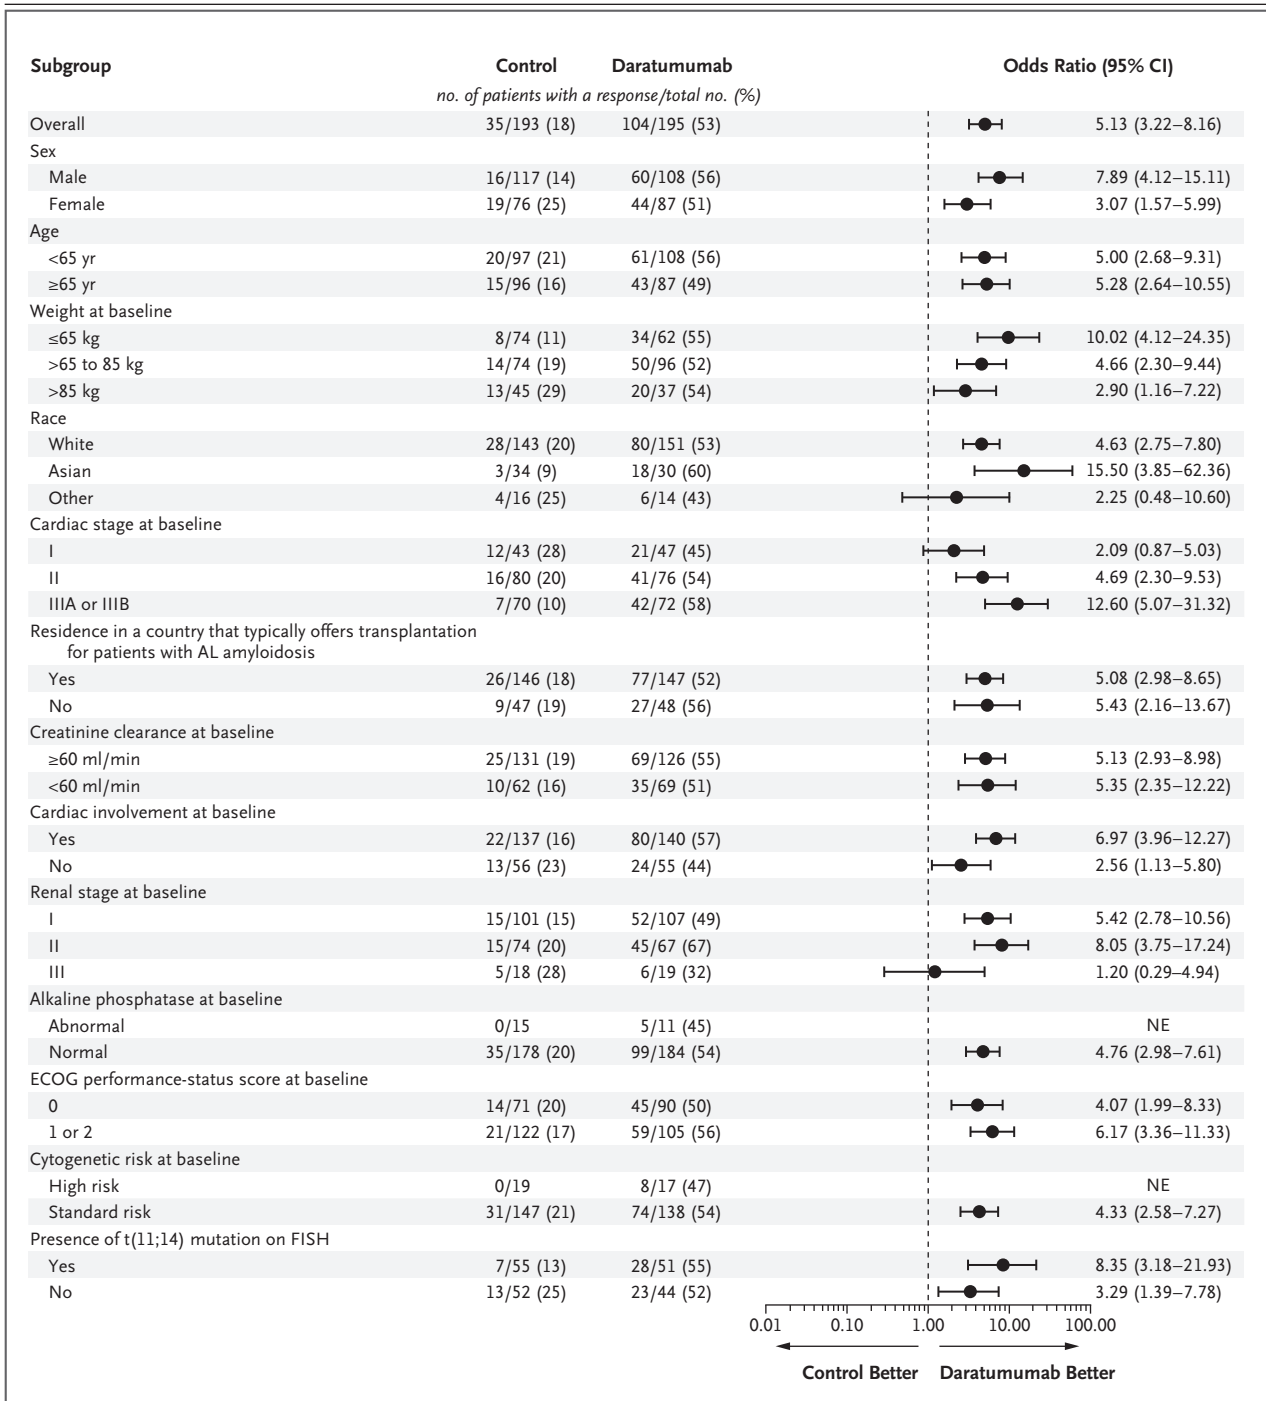 Subgroup Control Daratumumab Odds Ratio (95% CI)
no. of patients with a response/total no. (%)
Overall 35/193 (18) 104/195 (53) 5.13 (3.22–8.16)
Sex
Male 16/117 (14) 60/108 (56) 7.89 (4.12–15.11)
Female 19/76 (25) 44/87 (51) 3.07 (1.57–5.99)
Age
<65 yr 20/97 (21) 61/108 (56) 5.00 (2.68–9.31)
≥65 yr 15/96 (16) 43/87 (49) 5.28 (2.64–10.55)
Weight at baseline
≤65 kg 8/74 (11) 34/62 (55) 10.02 (4.12–24.35)
>65 to 85 kg 14/74 (19) 50/96 (52) 4.66 (2.30–9.44)
>85 kg 13/45 (29) 20/37 (54) 2.90 (1.16–7.22)
Race
White 28/143 (20) 80/151 (53) 4.63 (2.75–7.80)
Asian 3/34 (9) 18/30 (60) 15.50 (3.85–62.36)
Other 4/16 (25) 6/14 (43) 2.25 (0.48–10.60)
Cardiac stage at baseline
I 12/43 (28) 21/47 (45) 2.09 (0.87–5.03)
II 16/80 (20) 41/76 (54) 4.69 (2.30–9.53)
IIIA or IIIB 7/70 (10) 42/72 (58) 12.60 (5.07–31.32)
Residence in a country that typically offers transplantation
for patients with AL amyloidosis
Yes 26/146 (18) 77/147 (52) 5.08 (2.98–8.65)
No 9/47 (19) 27/48 (56) 5.43 (2.16–13.67)
Creatinine clearance at baseline
≥60 ml/min 25/131 (19) 69/126 (55) 5.13 (2.93–8.98)
<60 ml/min 10/62 (16) 35/69 (51) 5.35 (2.35–12.22)
Cardiac involvement at baseline
Yes 22/137 (16) 80/140 (57) 6.97 (3.96–12.27)
No 13/56 (23) 24/55 (44) 2.56 (1.13–5.80)
Renal stage at baseline
I 15/101 (15) 52/107 (49) 5.42 (2.78–10.56)
II 15/74 (20) 45/67 (67) 8.05 (3.75–17.24)
III 5/18 (28) 6/19 (32) 1.20 (0.29–4.94)
Alkaline phosphatase at baseline
Abnormal 0/15 5/11 (45) NE
Normal 35/178 (20) 99/184 (54) 4.76 (2.98–7.61)
ECOG performance-status score at baseline
0 14/71 (20) 45/90 (50) 4.07 (1.99–8.33)
1 or 2 21/122 (17) 59/105 (56) 6.17 (3.36–11.33)
Cytogenetic risk at baseline
High risk 0/19 8/17 (47) NE
Standard risk 31/147 (21) 74/138 (54) 4.33 (2.58–7.27)
Presence of t(11;14) mutation on FISH
Yes 7/55 (13) 28/51 (55) 8.35 (3.18–21.93)
No 13/52 (25) 23/44 (52) 3.29 (1.39–7.78)
0.01 0.10 1.00 10.00 100.00
Control Better Daratumumab Better